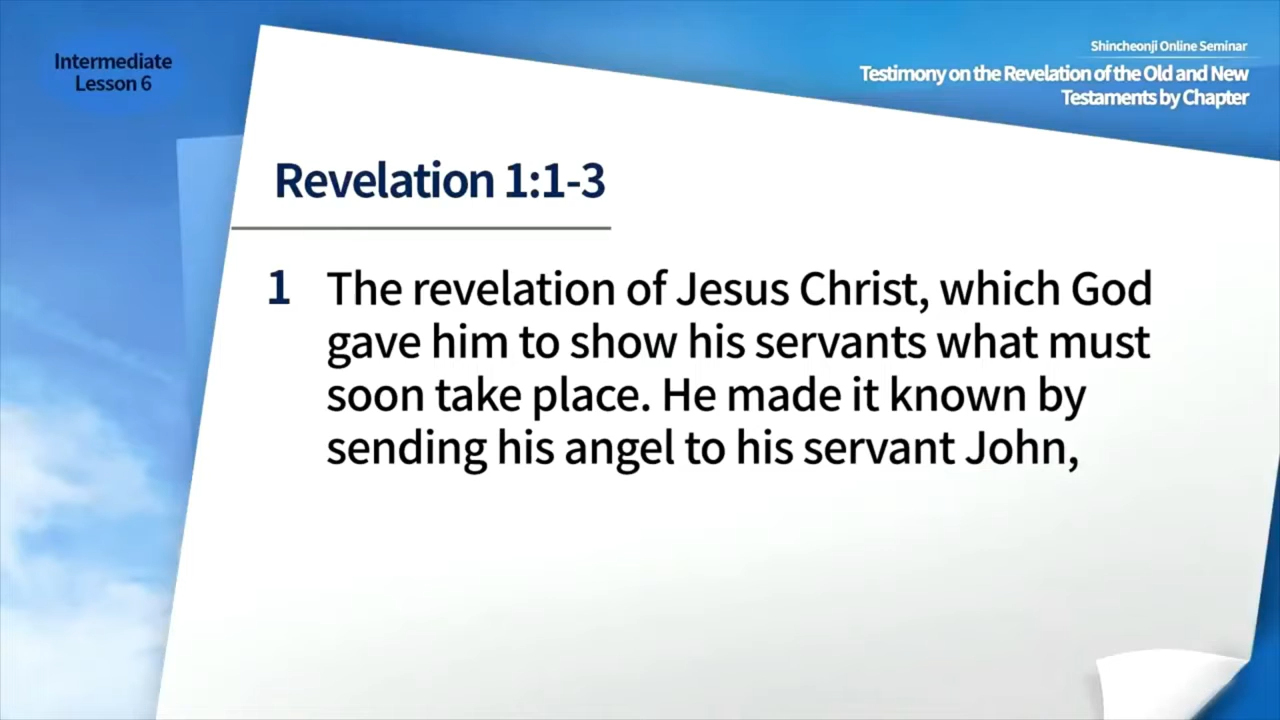 Intermediate
Lesson 6
Shincheonji Online Seminar
Testimony on the Revelation of the Old and New
Testaments by Chapter
Revelation 1:1-3
1 The revelation of Jesus Christ, which God
gave him to show his servants what must
soon take place. He made it known by
sending his angel to his servant John,